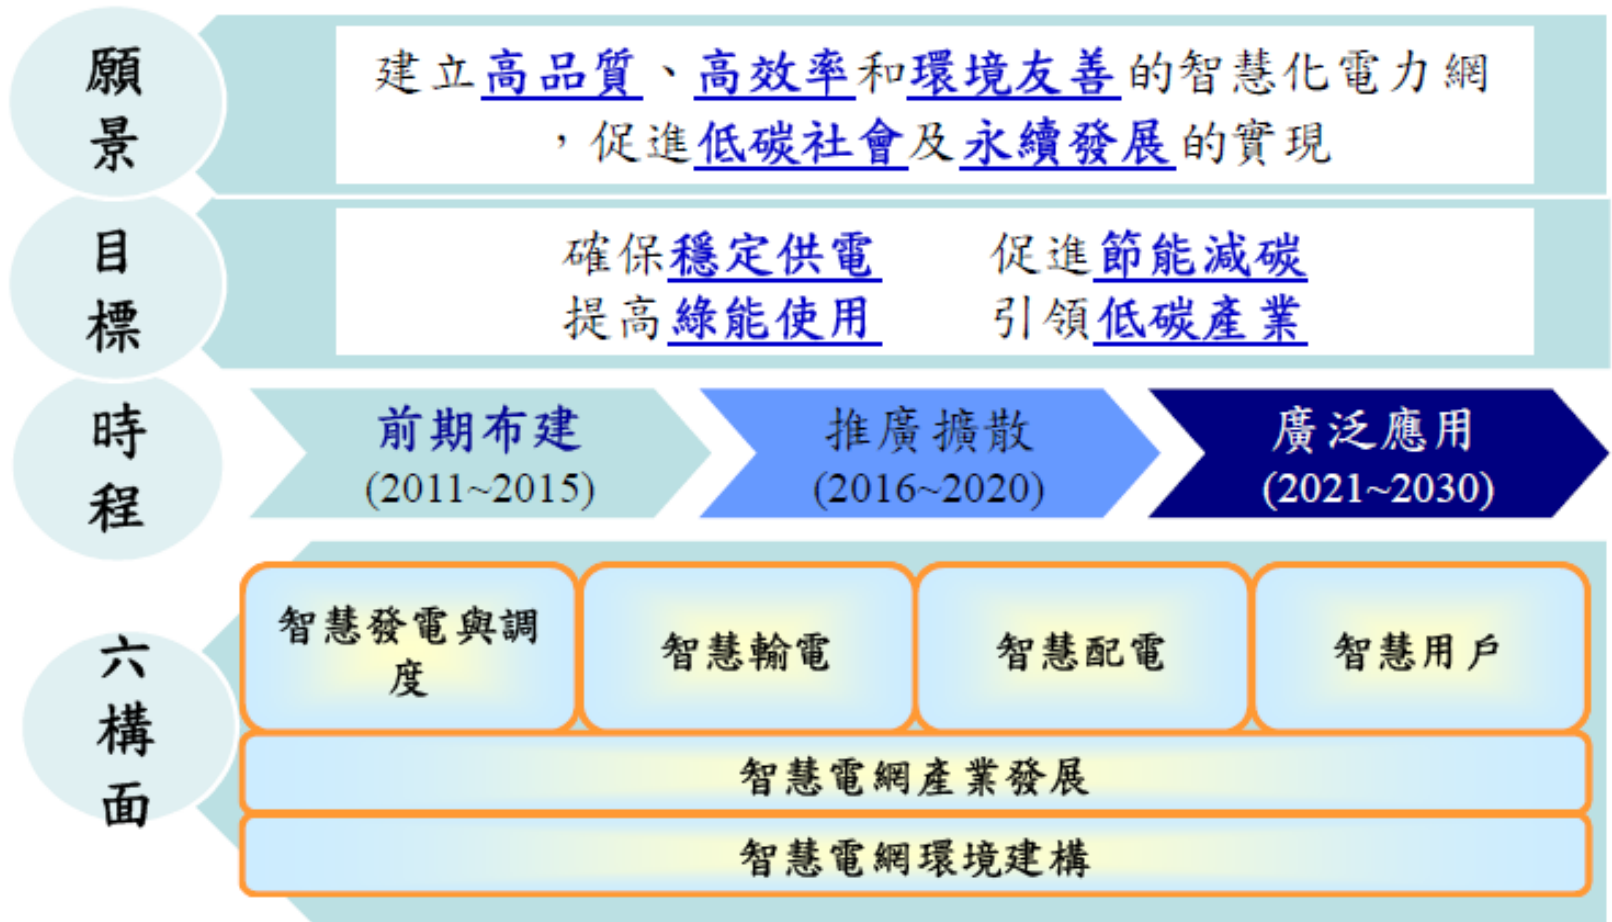 願景
建立高品質、高效率和環境友善的智慧化電力網
，促進低碳社會及永續發展的實現
目標
確保穩定供電 促進節能減碳
提高綠能使用 引領低碳產業
時程
前期布建
(2011~2015)
推廣擴散
(2016~2020)
廣泛應用
(2021~2030)
六構面
智慧發電與調
度
智慧輸電
智慧配電
智慧用戶
智慧電網產業發展
智慧電網環境建構